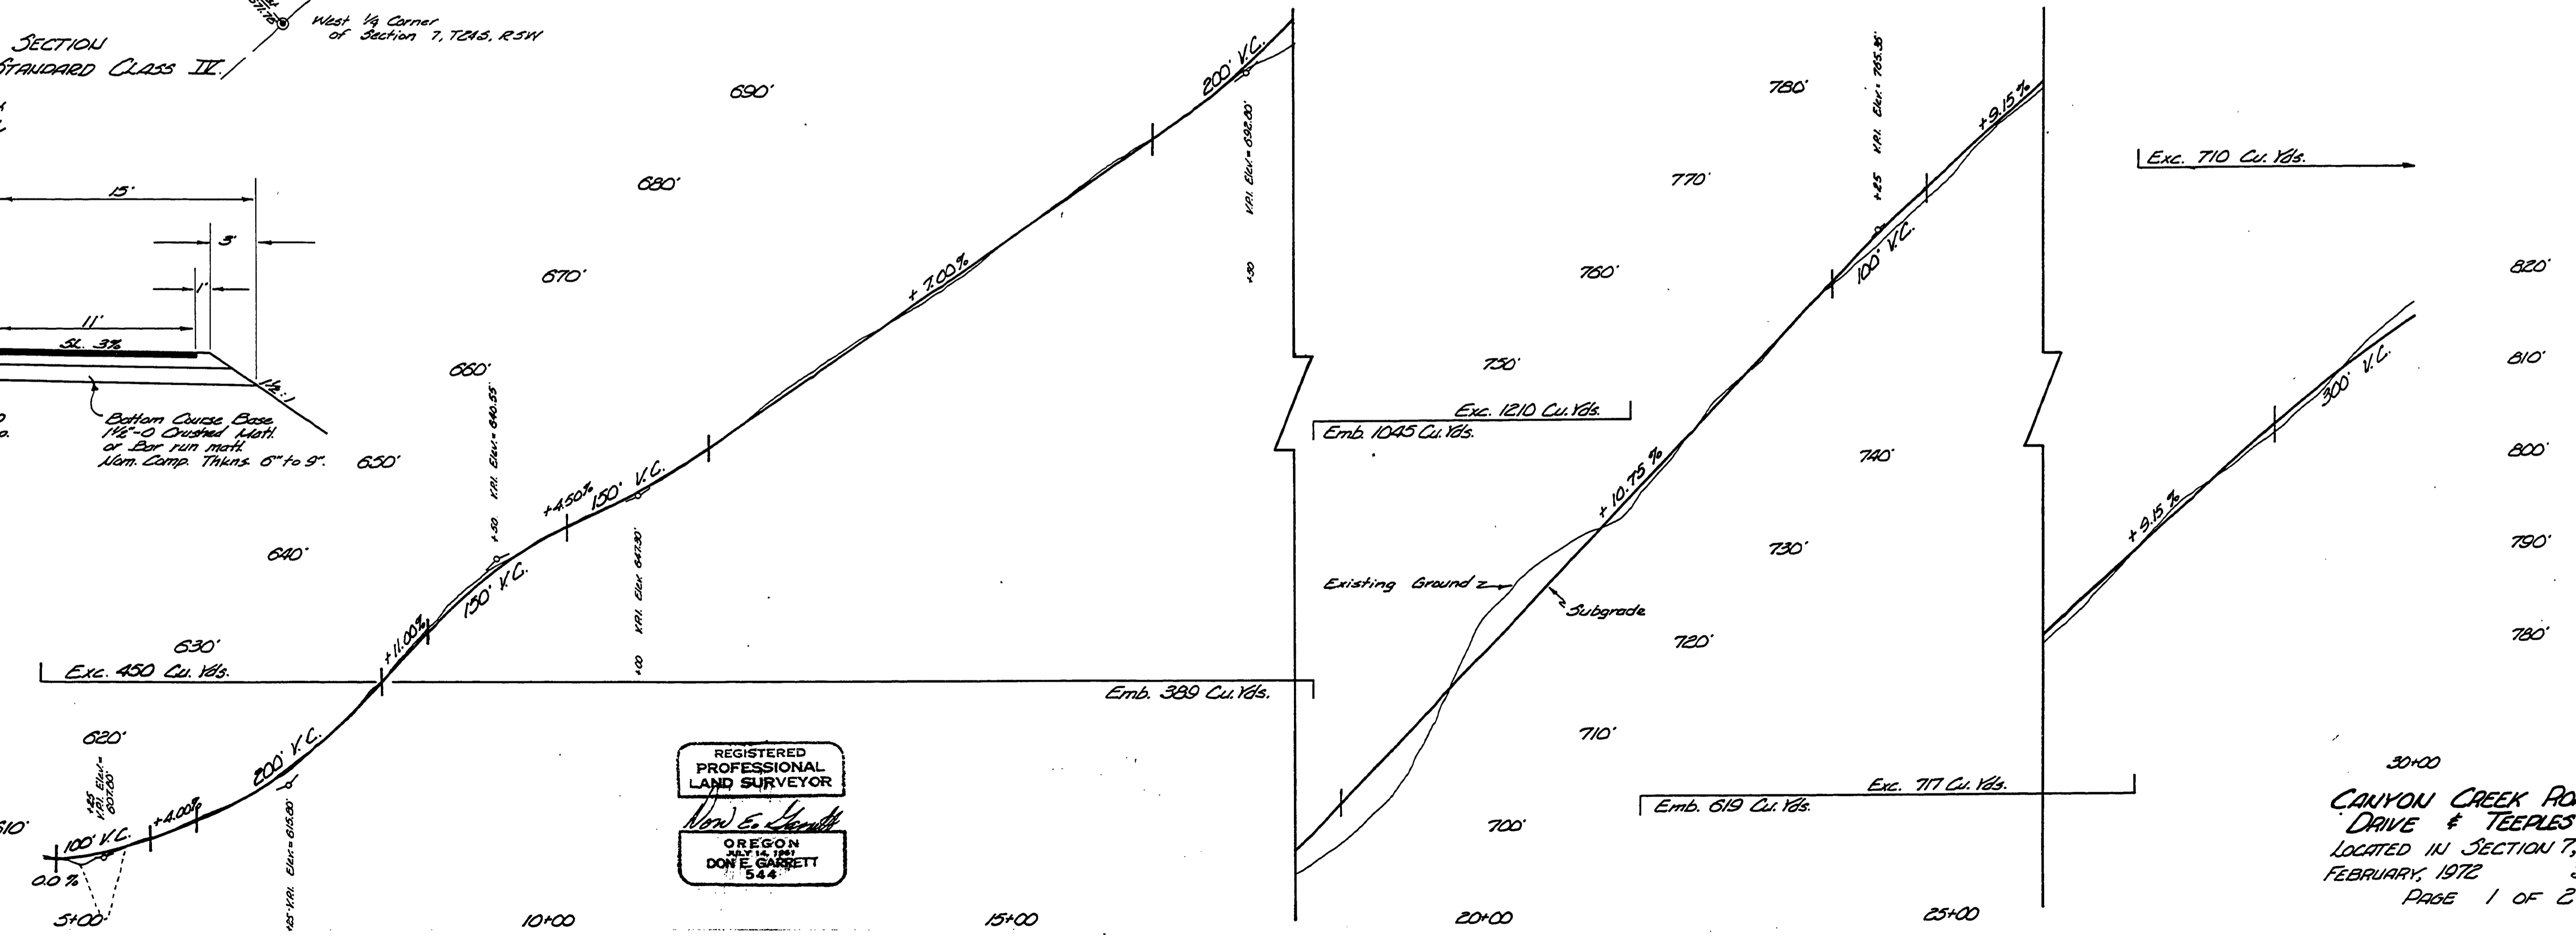 West ¼ Corner
of Section 7, T24S, R5W
SECTION
STANDARD CLASS IV.
15'
3'
1'
11'
SL. 3%
1½:1
Bottom Course Base
1½"-0 Crushed Matl.
or Bar run matl.
Nom. Comp. Thkns. 6" to 9".
690'
680'
670'
660'
650'
640'
630'
620'
610'
Exc. 450 Cu. Yds.
Emb. 389 Cu. Yds.
0.0%
100' V.C.
+25
V.P.I. Elev.=
607.80'
+4.00%
200' V.C.
+25 V.P.I. Elev.= 615.80'
+11.00%
150' V.C.
+50 V.P.I. Elev.= 640.55'
+4.50%
150' V.C.
+00 V.P.I. Elev. 647.30'
+7.00%
200' V.C.
+50 V.P.I. Elev.= 692.80'
REGISTERED
PROFESSIONAL
LAND SURVEYOR
Don E. Garrett
OREGON
JULY 14, 1961
DON E. GARRETT
544
5+00
10+00
15+00
780'
770'
760'
750'
740'
730'
720'
710'
700'
Exc. 1210 Cu. Yds.
Emb. 1045 Cu. Yds.
Existing Ground
Subgrade
+10.75%
100' V.C.
+25 V.P.I. Elev.= 765.35'
+9.15%
Exc. 717 Cu. Yds.
Emb. 619 Cu. Yds.
20+00
25+00
Exc. 710 Cu. Yds.
820'
810'
800'
790'
780'
+9.15%
300' V.C.
30+00
CANYON CREEK RO
DRIVE & TEEPLES
LOCATED IN SECTION 7,
FEBRUARY, 1972
PAGE 1 OF 2